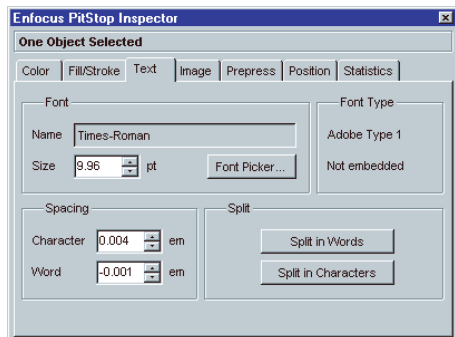 Enfocus PitStop Inspector
One Object Selected
Color Fill/Stroke Text Image Prepress Position Statistics
Font Font Type
Name Times-Roman Adobe Type 1
Size 9.96 pt Font Picker... Not embedded
Spacing Split
Character 0.004 em Split in Words
Word -0.001 em Split in Characters